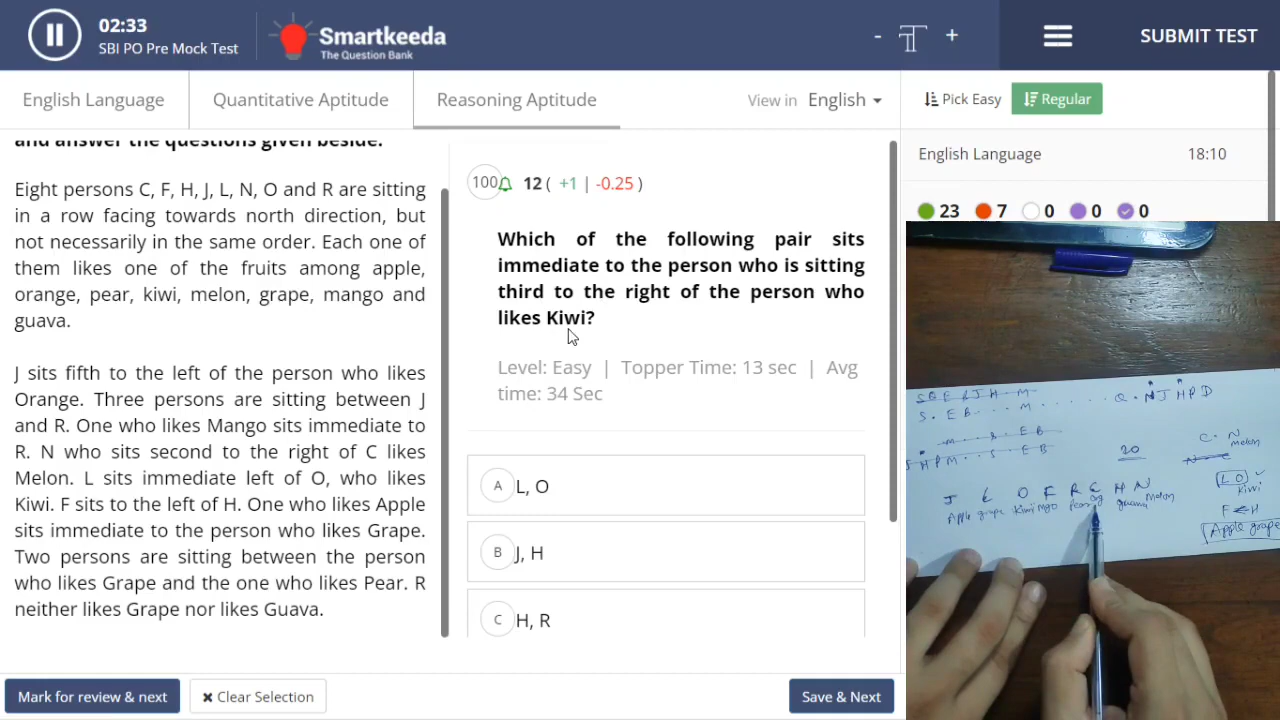 02:33
SBI PO Pre Mock Test
Smartkeeda
The Question Bank
- T +
SUBMIT TEST
English Language
Quantitative Aptitude
Reasoning Aptitude
View in English
Pick Easy
Regular
English Language 18:10
23 7 0 0 0
and answer the questions given beside.
Eight persons C, F, H, J, L, N, O and R are sitting
in a row facing towards north direction, but
not necessarily in the same order. Each one of
them likes one of the fruits among apple,
orange, pear, kiwi, melon, grape, mango and
guava.
J sits fifth to the left of the person who likes
Orange. Three persons are sitting between J
and R. One who likes Mango sits immediate to
R. N who sits second to the right of C likes
Melon. L sits immediate left of O, who likes
Kiwi. F sits to the left of H. One who likes Apple
sits immediate to the person who likes Grape.
Two persons are sitting between the person
who likes Grape and the one who likes Pear. R
neither likes Grape nor likes Guava.
100 12 ( +1 | -0.25 )
Which of the following pair sits
immediate to the person who is sitting
third to the right of the person who
likes Kiwi?
Level: Easy | Topper Time: 13 sec | Avg
time: 34 Sec
A L, O
B J, H
C H, R
Mark for review & next
Clear Selection
Save & Next
S Q E B J H M
S . E B . . . M . . . . . Q . N J H P D
M . . S . . E B
H P M . . S . E B
20
C . N
melon
N
L O
Kiwi
F < H
Apple grape
J L O F R C H N
Apple grape Kiwi Mgo Pear Org guava Melon